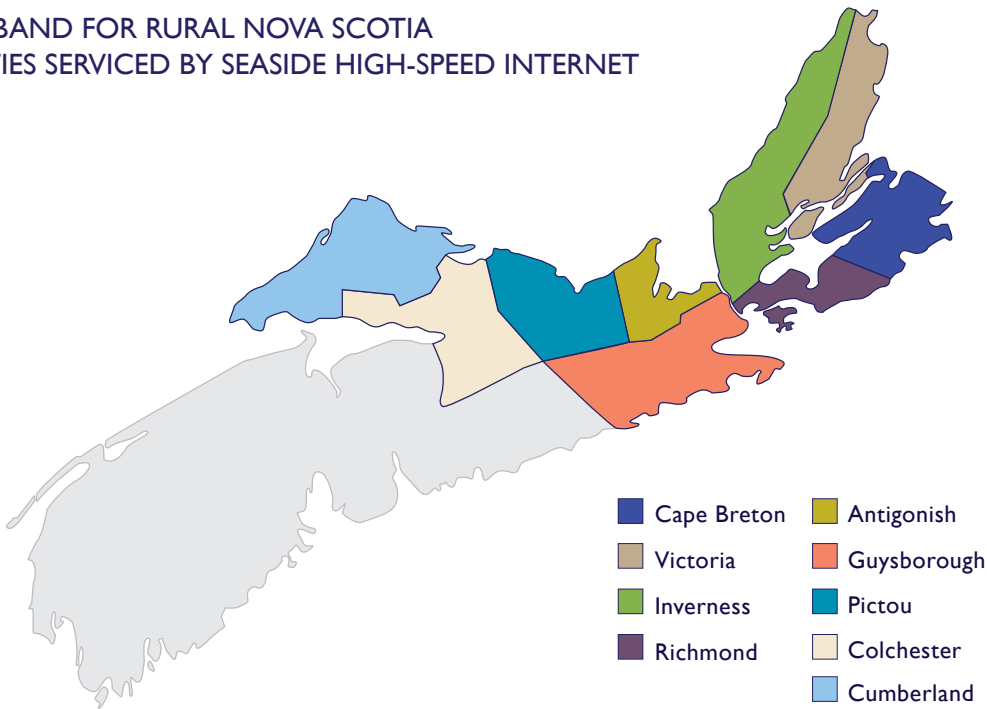 BAND FOR RURAL NOVA SCOTIA
IES SERVICED BY SEASIDE HIGH-SPEED INTERNET
Cape Breton
Victoria
Inverness
Richmond
Antigonish
Guysborough
Pictou
Colchester
Cumberland